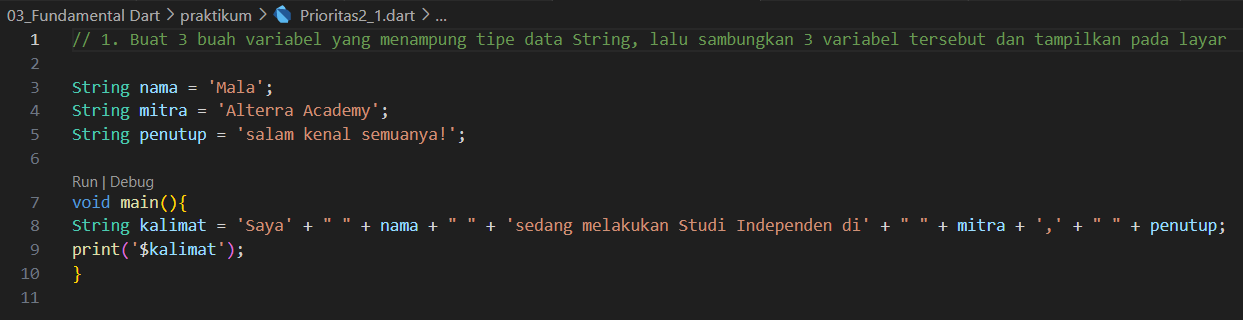 03_Fundamental Dart > praktikum > Prioritas2_1.dart > ...
1 // 1. Buat 3 buah variabel yang menampung tipe data String, lalu sambungkan 3 variabel tersebut dan tampilkan pada layar
2
3 String nama = 'Mala';
4 String mitra = 'Alterra Academy';
5 String penutup = 'salam kenal semuanya!';
6
Run | Debug
7 void main(){
8 String kalimat = 'Saya' + " " + nama + " " + 'sedang melakukan Studi Independen di' + " " + mitra + ',' + " " + penutup;
9 print('$kalimat');
10 }
11